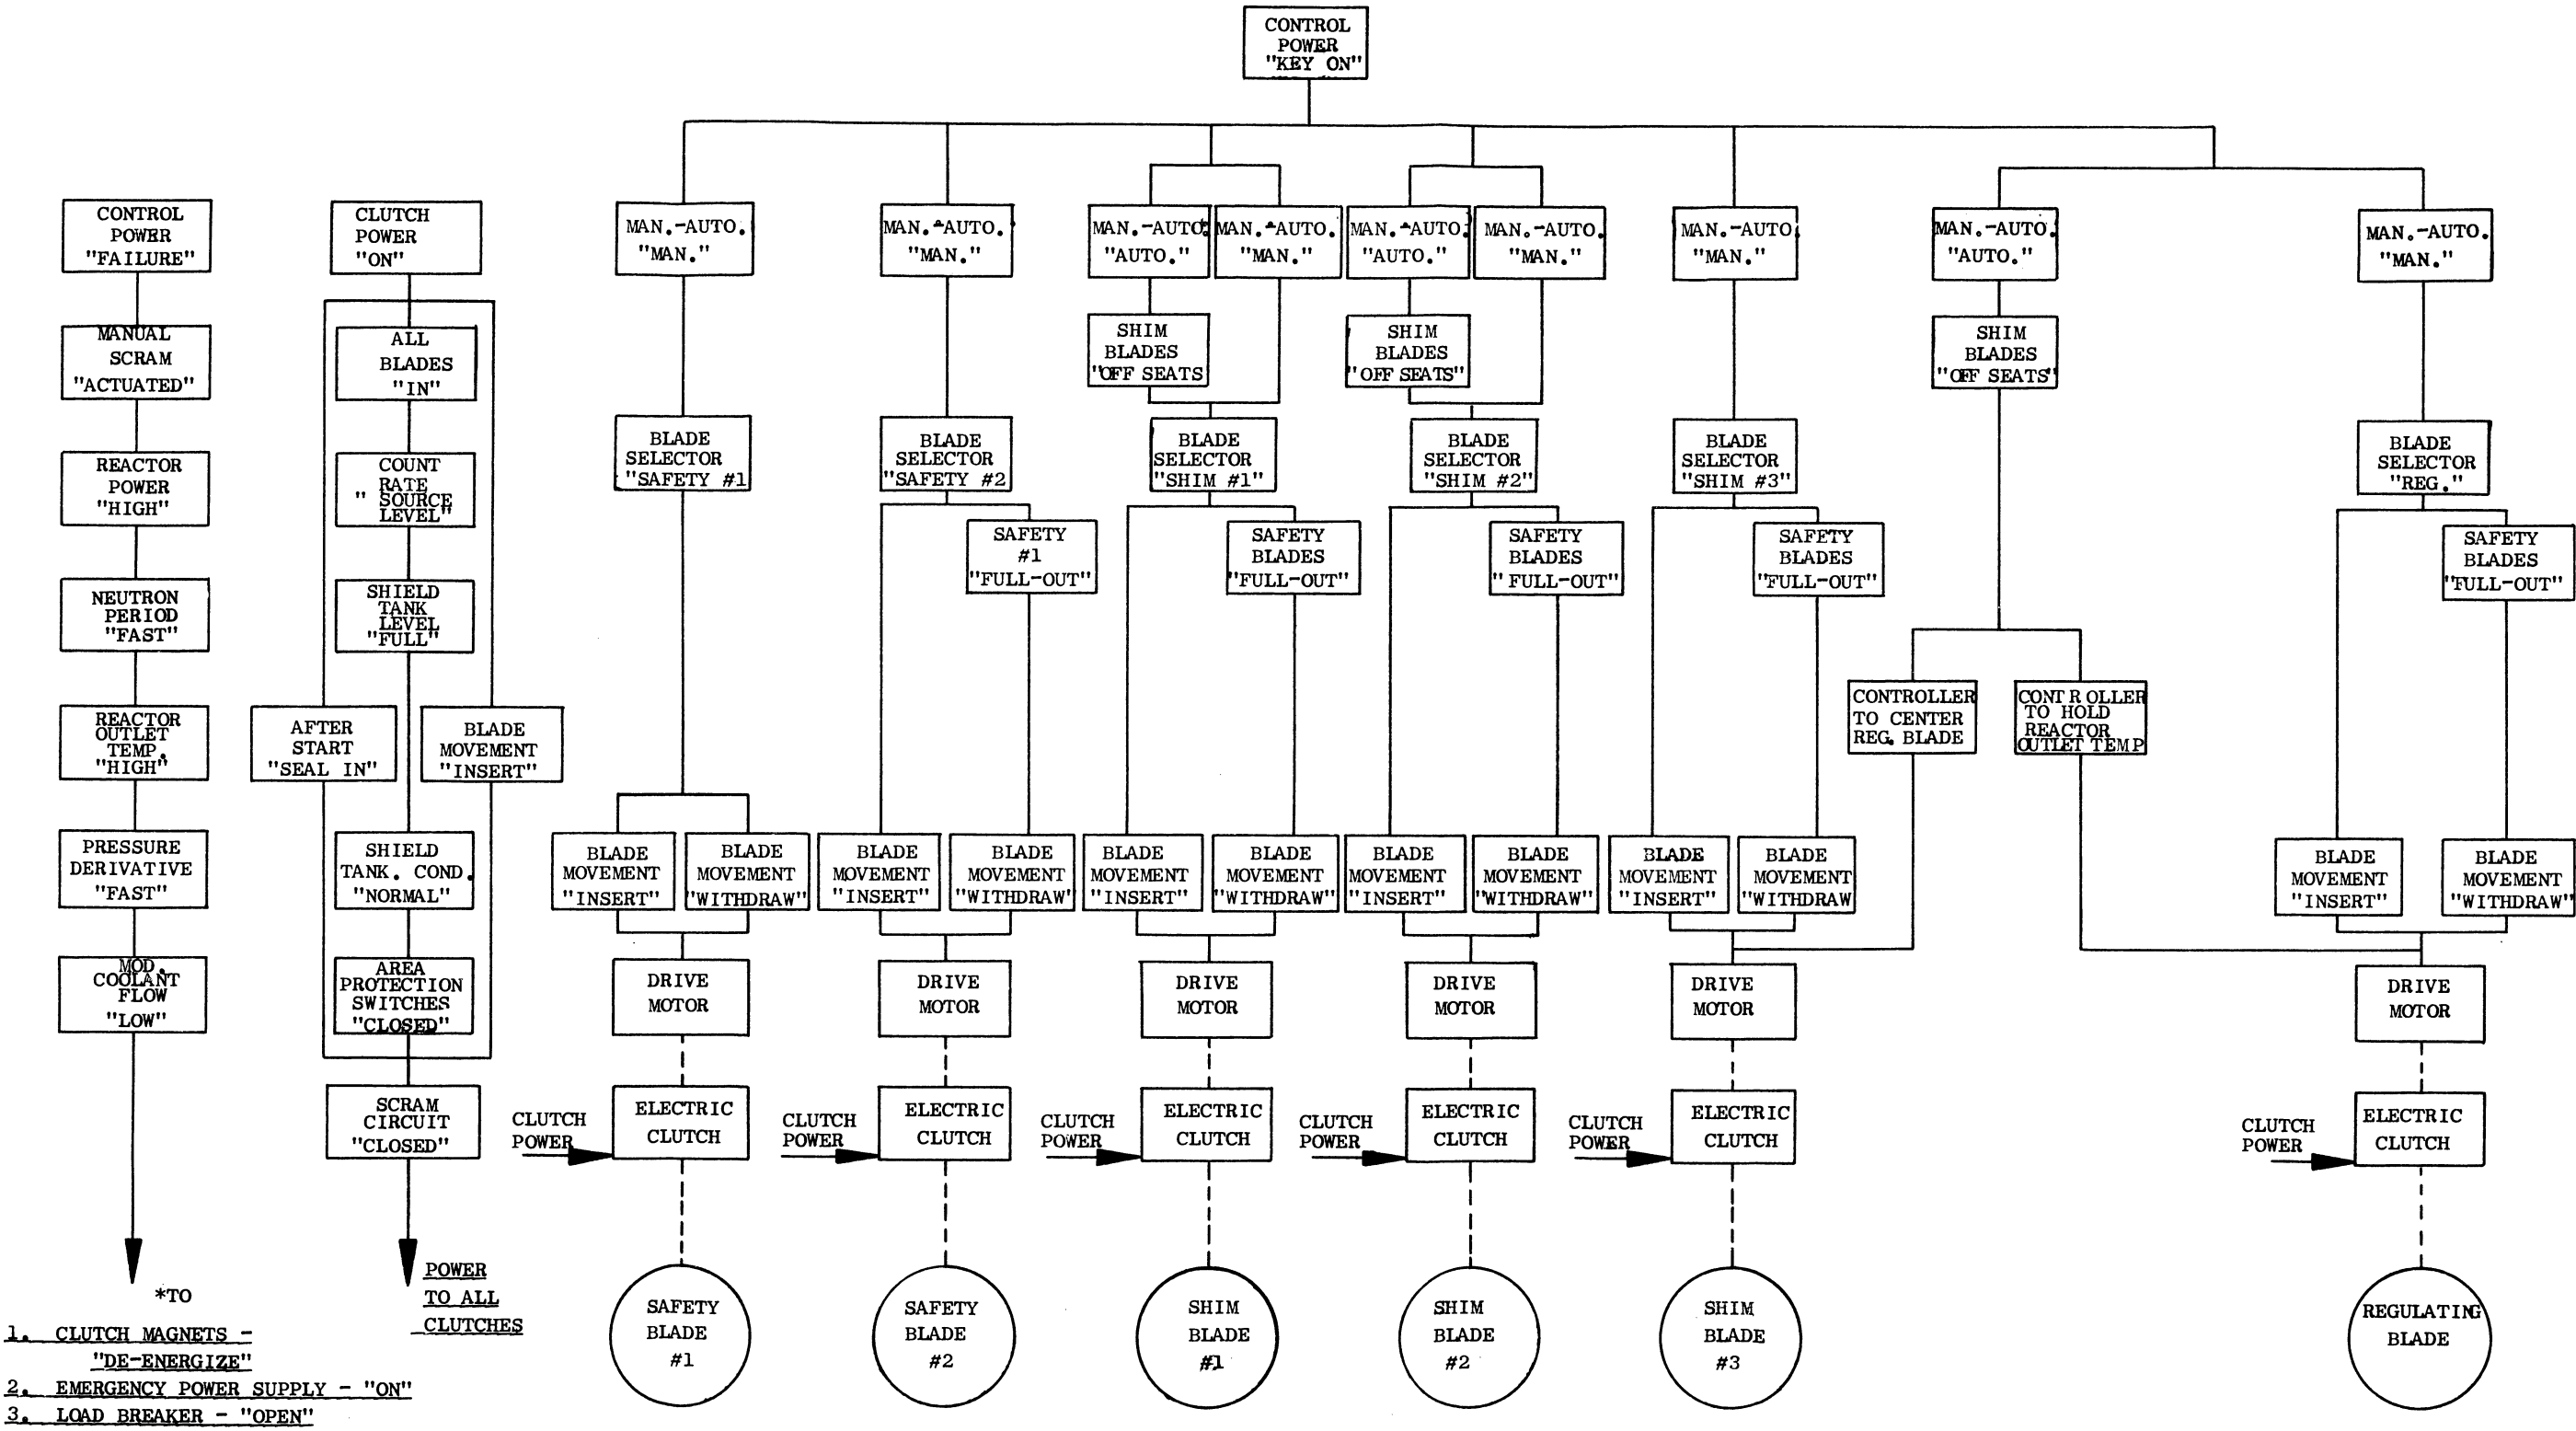 CONTROL
POWER
"KEY ON"
CONTROL
POWER
"FAILURE"
MANUAL
SCRAM
"ACTUATED"
REACTOR
POWER
"HIGH"
NEUTRON
PERIOD
"FAST"
REACTOR
OUTLET
TEMP.
"HIGH"
PRESSURE
DERIVATIVE
"FAST"
MOD.
COOLANT
FLOW
"LOW"
*TO
1. CLUTCH MAGNETS -
"DE-ENERGIZE"
2. EMERGENCY POWER SUPPLY - "ON"
3. LOAD BREAKER - "OPEN"
CLUTCH
POWER
"ON"
ALL
BLADES
"IN"
COUNT
RATE
" SOURCE
LEVEL"
SHIELD
TANK
LEVEL
"FULL"
AFTER
START
"SEAL IN"
BLADE
MOVEMENT
"INSERT"
SHIELD
TANK. COND.
"NORMAL"
AREA
PROTECTION
SWITCHES
"CLOSED"
SCRAM
CIRCUIT
"CLOSED"
POWER
TO ALL
CLUTCHES
MAN.-AUTO.
"MAN."
BLADE
SELECTOR
"SAFETY #1
BLADE
MOVEMENT
"INSERT"
BLADE
MOVEMENT
"WITHDRAW"
DRIVE
MOTOR
CLUTCH
POWER
ELECTRIC
CLUTCH
SAFETY
BLADE
#1
MAN.-AUTO.
"MAN."
BLADE
SELECTOR
"SAFETY #2
SAFETY
#1
"FULL-OUT"
BLADE
MOVEMENT
"INSERT"
BLADE
MOVEMENT
"WITHDRAW"
DRIVE
MOTOR
CLUTCH
POWER
ELECTRIC
CLUTCH
SAFETY
BLADE
#2
MAN.-AUTO.
"AUTO."
MAN.-AUTO.
"MAN."
SHIM
BLADES
"OFF SEATS
BLADE
SELECTOR
"SHIM #1"
SAFETY
BLADES
"FULL-OUT"
BLADE
MOVEMENT
"INSERT"
BLADE
MOVEMENT
"WITHDRAW"
DRIVE
MOTOR
CLUTCH
POWER
ELECTRIC
CLUTCH
SHIM
BLADE
#1
MAN.-AUTO.
"AUTO."
MAN.-AUTO.
"MAN."
SHIM
BLADES
"OFF SEATS"
BLADE
SELECTOR
"SHIM #2"
SAFETY
BLADES
" FULL-OUT"
BLADE
MOVEMENT
"INSERT"
BLADE
MOVEMENT
"WITHDRAW"
DRIVE
MOTOR
CLUTCH
POWER
ELECTRIC
CLUTCH
SHIM
BLADE
#2
MAN.-AUTO.
"MAN."
BLADE
SELECTOR
"SHIM #3"
SAFETY
BLADES
"FULL-OUT"
BLADE
MOVEMENT
"INSERT"
BLADE
MOVEMENT
"WITHDRAW
DRIVE
MOTOR
CLUTCH
POWER
ELECTRIC
CLUTCH
SHIM
BLADE
#3
MAN.-AUTO.
"AUTO."
SHIM
BLADES
"OFF SEATS"
CONTROLLER
TO CENTER
REG. BLADE
CONTROLLER
TO HOLD
REACTOR
OUTLET TEMP
MAN.-AUTO.
"MAN."
BLADE
SELECTOR
"REG."
SAFETY
BLADES
"FULL-OUT"
BLADE
MOVEMENT
"INSERT"
BLADE
MOVEMENT
"WITHDRAW"
DRIVE
MOTOR
CLUTCH
POWER
ELECTRIC
CLUTCH
REGULATING
BLADE